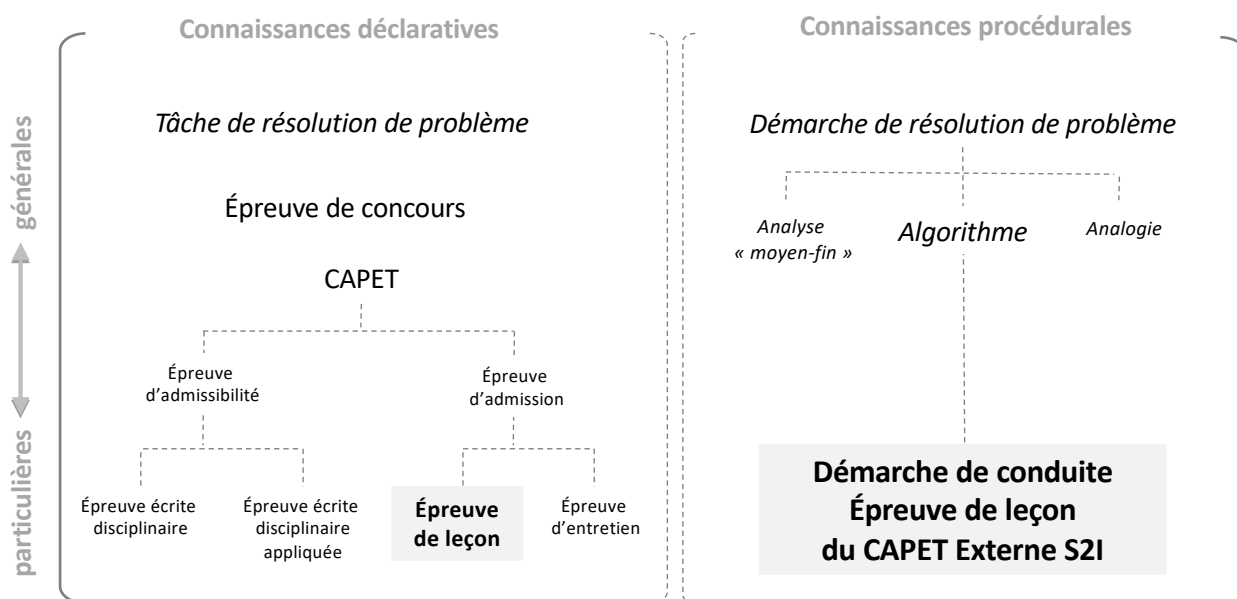 Connaissances déclaratives
Connaissances procédurales
générales
particulières
Tâche de résolution de problème
Épreuve de concours
CAPET
Épreuve
d'admissibilité
Épreuve
d'admission
Épreuve écrite
disciplinaire
Épreuve écrite
disciplinaire
appliquée
Épreuve
de leçon
Épreuve
d'entretien
Démarche de résolution de problème
Analyse
« moyen-fin »
Algorithme
Analogie
Démarche de conduite
Épreuve de leçon
du CAPET Externe S2I